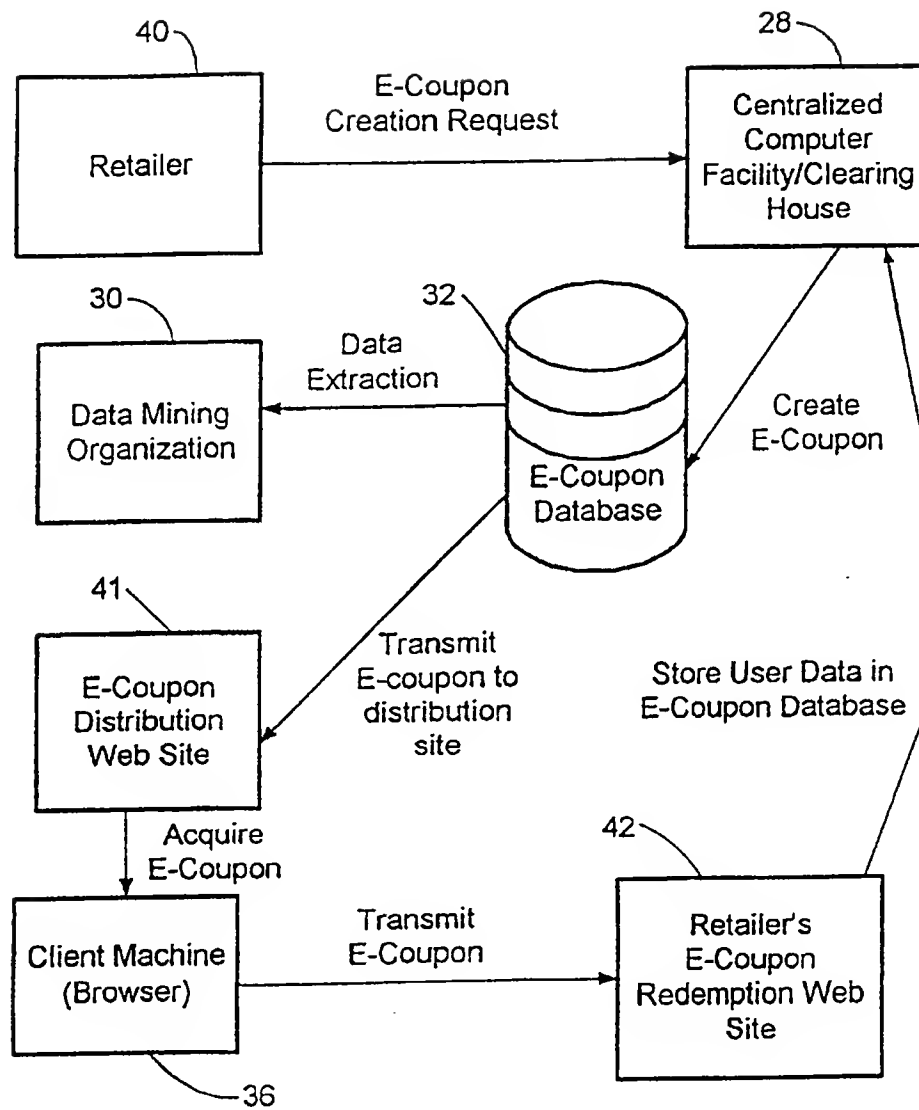 40
28
E-Coupon
Creation Request
Retailer
Centralized
Computer
Facility/Clearing
House
30
32
Data
Extraction
Data Mining
Organization
Create
E-Coupon
E-Coupon
Database
41
E-Coupon
Distribution
Web Site
Transmit
E-coupon to
distribution
site
Store User Data in
E-Coupon Database
Acquire
E-Coupon
42
Client Machine
(Browser)
Transmit
E-Coupon
Retailer's
E-Coupon
Redemption Web
Site
36